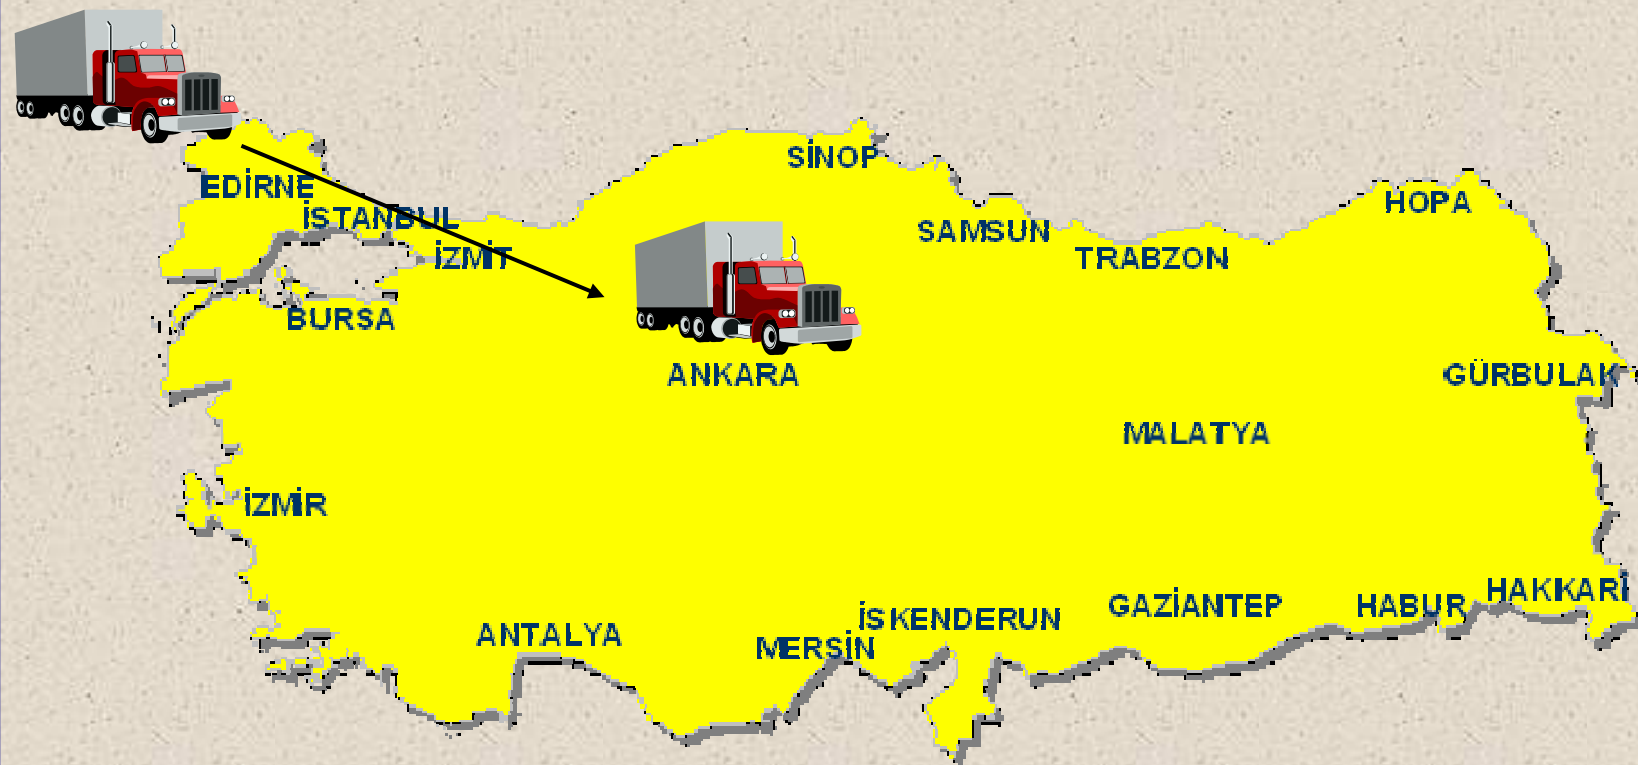 SİNOP
EDİRNE
HOPA
İSTANBUL
SAMSUN
İZMİT
TRABZON
BURSA
ANKARA
GÜRBULAK
MALATYA
İZMİR
HAKKARİ
GAZİANTEP
HABUR
İSKENDERUN
ANTALYA
MERSİN